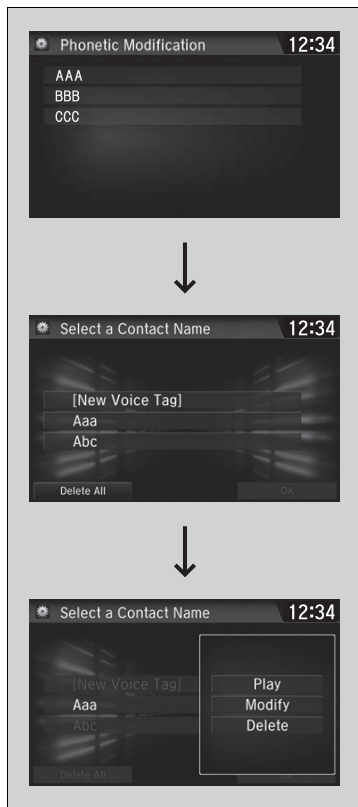 Phonetic Modification 12:34
AAA
BBB
CCC
Select a Contact Name 12:34
[New Voice Tag]
Aaa
Abc
Delete All OK
Select a Contact Name 12:34
[New Voice Tag] Play
Aaa Modify
Abc Delete
Delete All OK